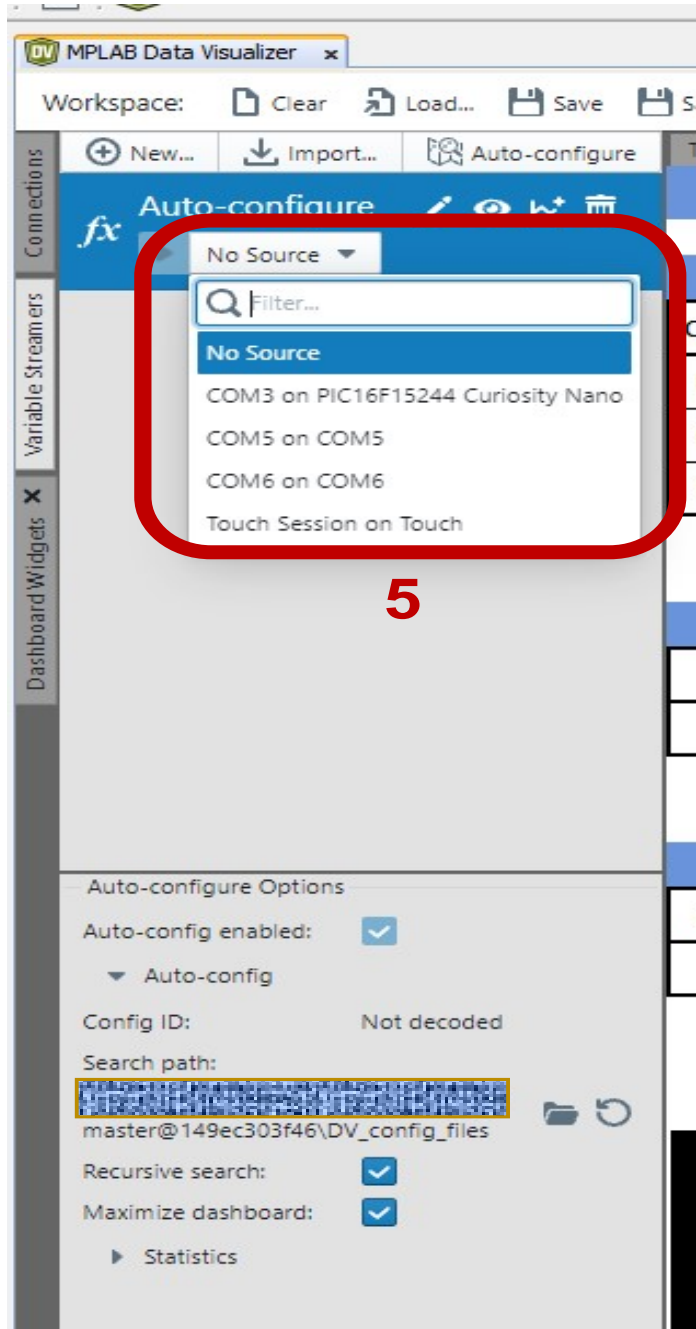 DV MPLAB Data Visualizer x
Workspace: Clear Load... Save
Connections
Variable Streamers
Dashboard Widgets
New... Import... Auto-configure
fx Auto-configure
No Source
Filter...
No Source
COM3 on PIC16F15244 Curiosity Nano
COM5 on COM5
COM6 on COM6
Touch Session on Touch
5
Auto-configure Options
Auto-config enabled:
Auto-config
Config ID: Not decoded
Search path:
master@149ec303f46\DV_config_files
Recursive search:
Maximize dashboard:
Statistics